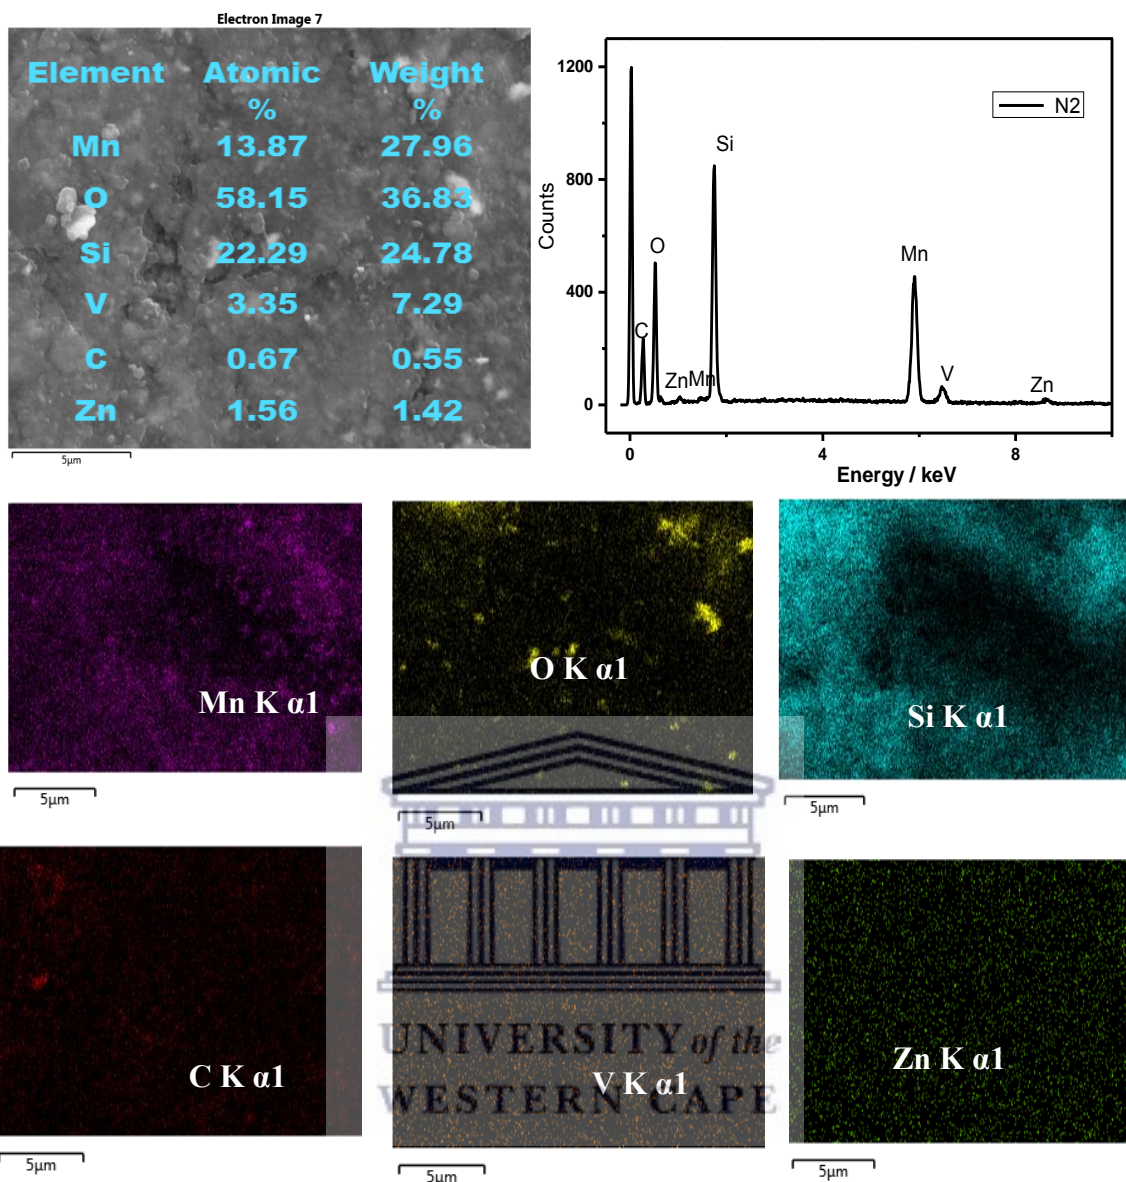 Electron Image 7
Element Atomic % Weight %
Mn 13.87 27.96
O 58.15 36.83
Si 22.29 24.78
V 3.35 7.29
C 0.67 0.55
Zn 1.56 1.42
5µm
1200
800
400
0
Counts
N2
Si
O
C
Zn
Mn
Mn
V
Zn
0 4 8
Energy / keV
Mn K α1
5µm
O K α1
5µm
Si K α1
5µm
C K α1
5µm
UNIVERSITY of the
WESTERN CAPE
V K α1
5µm
Zn K α1
5µm